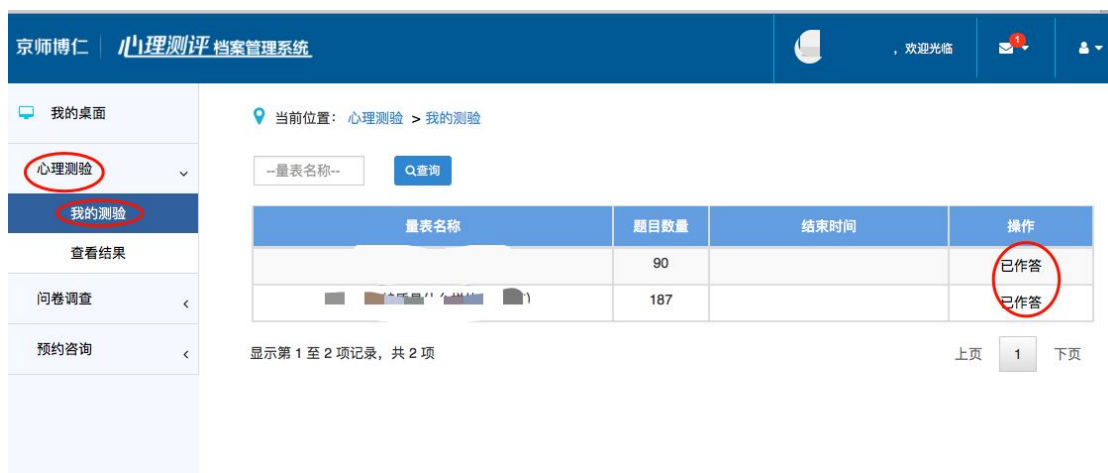 京师博仁 心理测评 档案管理系统
，欢迎光临
1
我的桌面
当前位置： 心理测验 > 我的测验
心理测验
--量表名称--
查询
我的测验
量表名称 题目数量 结束时间 操作
查看结果
90 已作答
问卷调查
187 已作答
预约咨询
显示第 1 至 2 项记录，共 2 项
上页 1 下页